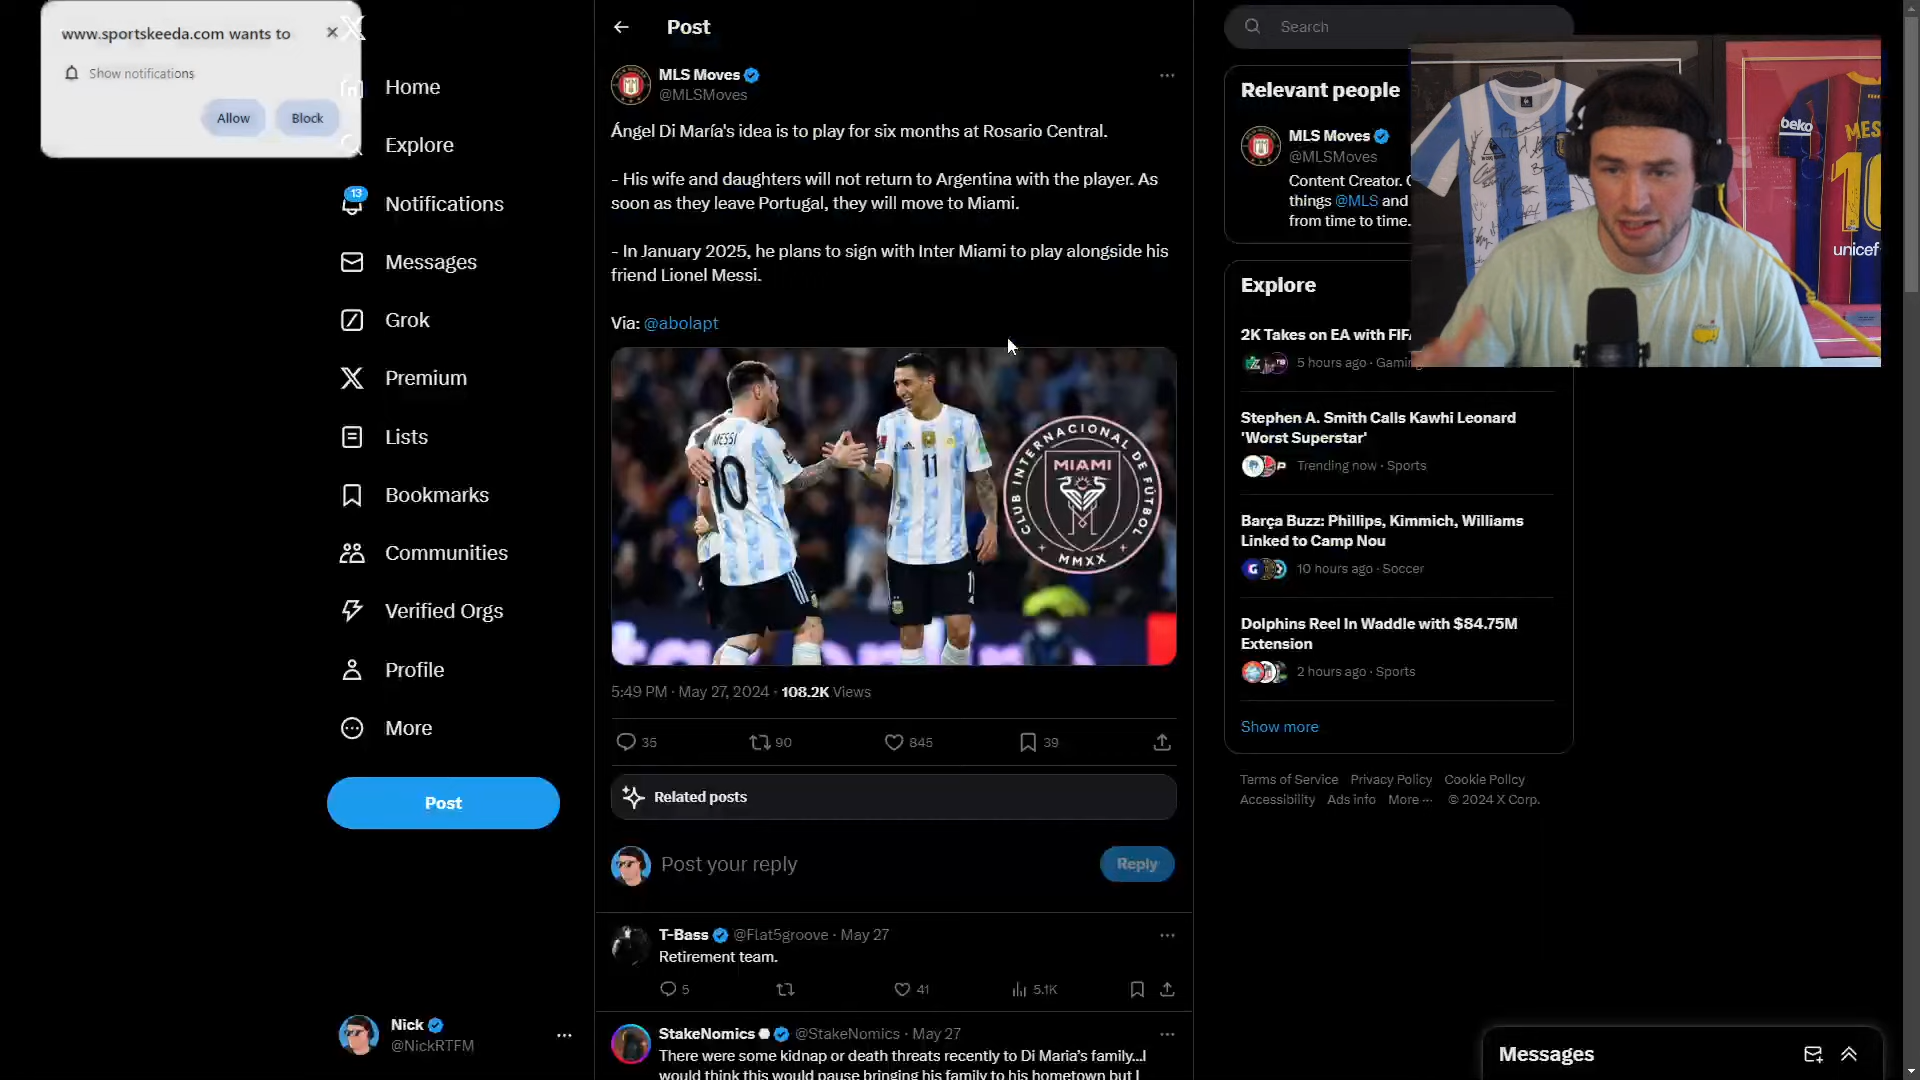 www.sportskeeda.com wants to
Show notifications
Allow
Block
Home
Explore
13
Notifications
Messages
Grok
Premium
Lists
Bookmarks
Communities
Verified Orgs
Profile
More
Post
Nick
@NickRTFM
Post
MLS Moves
@MLSMoves
Ángel Di María's idea is to play for six months at Rosario Central.
- His wife and daughters will not return to Argentina with the player. As
soon as they leave Portugal, they will move to Miami.
- In January 2025, he plans to sign with Inter Miami to play alongside his
friend Lionel Messi.
Via: @abolapt
MESSI
10
11
CLUB INTERNACIONAL DE FÚTBOL
MIAMI
MMXX
5:49 PM · May 27, 2024 · 108.2K Views
35
90
845
39
Related posts
Post your reply
Reply
T-Bass @Flat5groove · May 27
Retirement team.
5
41
5.1K
StakeNomics @StakeNomics · May 27
There were some kidnap or death threats recently to Di Maria's family...I
would think this would pause bringing his family to his hometown but I
Search
Relevant people
MLS Moves
@MLSMoves
Content Creator.
things @MLS and
from time to time.
Explore
2K Takes on EA with
5 hours ago · Gaming
Stephen A. Smith Calls Kawhi Leonard
'Worst Superstar'
Trending now · Sports
Barça Buzz: Phillips, Kimmich, Williams
Linked to Camp Nou
10 hours ago · Soccer
Dolphins Reel In Waddle with $84.75M
Extension
2 hours ago · Sports
Show more
Terms of Service Privacy Policy Cookie Policy
Accessibility Ads info More ··· © 2024 X Corp.
beko
MES
10
unicef
Messages